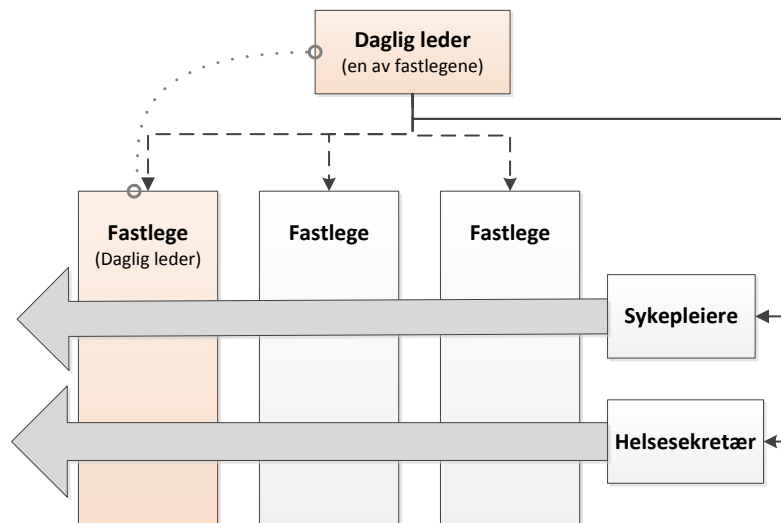 Daglig leder
(en av fastlegene)
Fastlege
(Daglig leder)
Fastlege
Fastlege
Sykepleiere
Helsesekretær